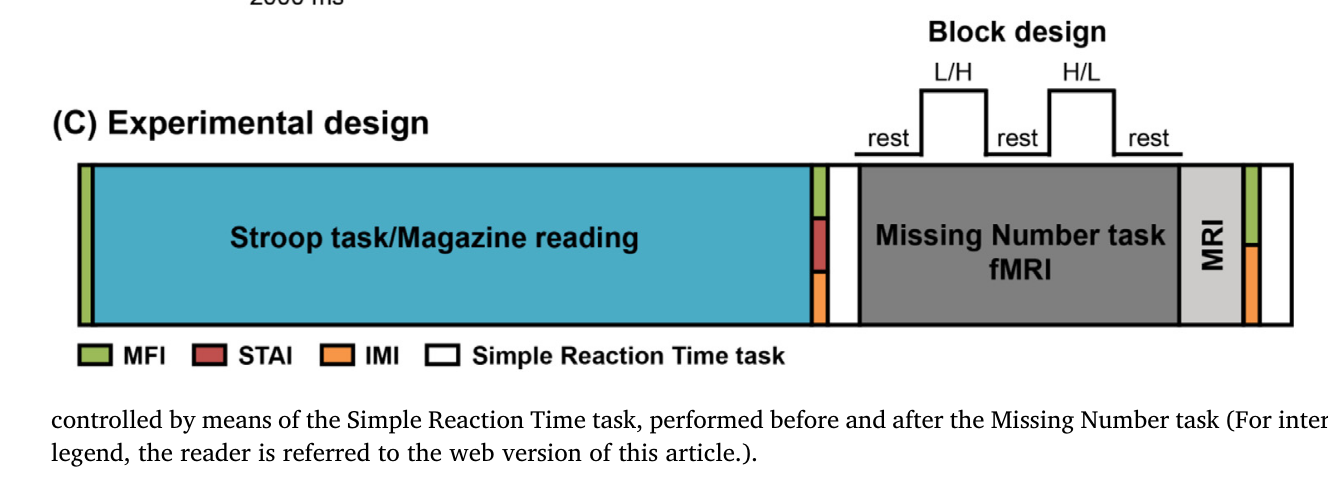 Block design
L/H H/L
(C) Experimental design
rest rest rest
Stroop task/Magazine reading
Missing Number task
fMRI
MRI
MFI STAI IMI Simple Reaction Time task
controlled by means of the Simple Reaction Time task, performed before and after the Missing Number task (For inter
legend, the reader is referred to the web version of this article.).